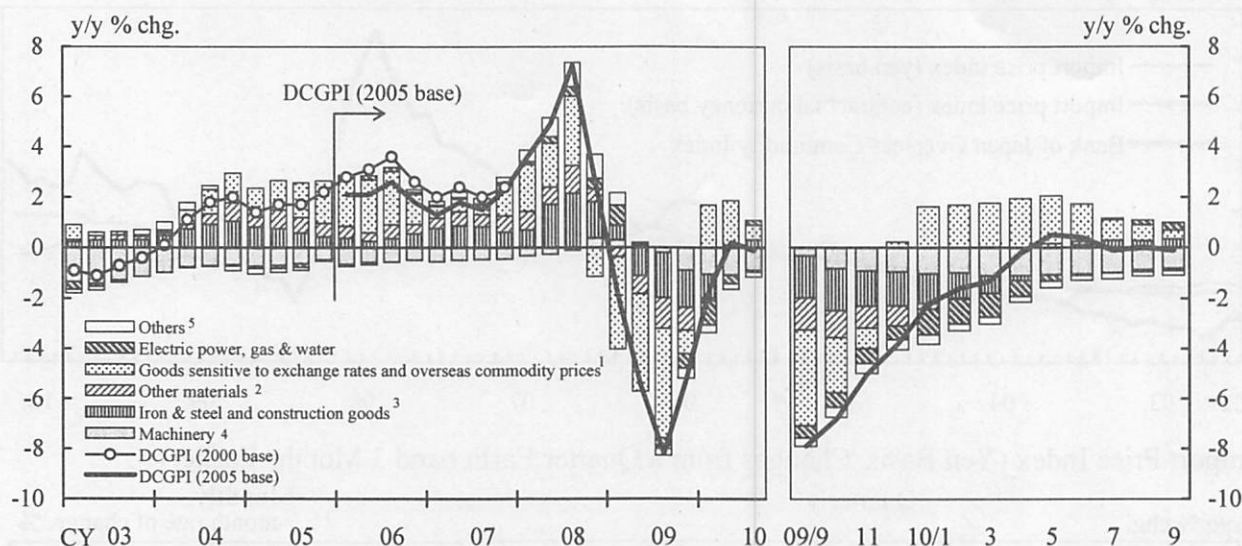 y/y % chg.
y/y % chg.
8
6
4
2
0
-2
-4
-6
-8
-10
DCGPI (2005 base)
Others 5
Electric power, gas & water
Goods sensitive to exchange rates and overseas commodity prices 1
Other materials 2
Iron & steel and construction goods 3
Machinery 4
DCGPI (2000 base)
DCGPI (2005 base)
8
6
4
2
0
-2
-4
-6
-8
-10
CY 03 04 05 06 07 08 09 10
09/9 11 10/1 3 5 7 9